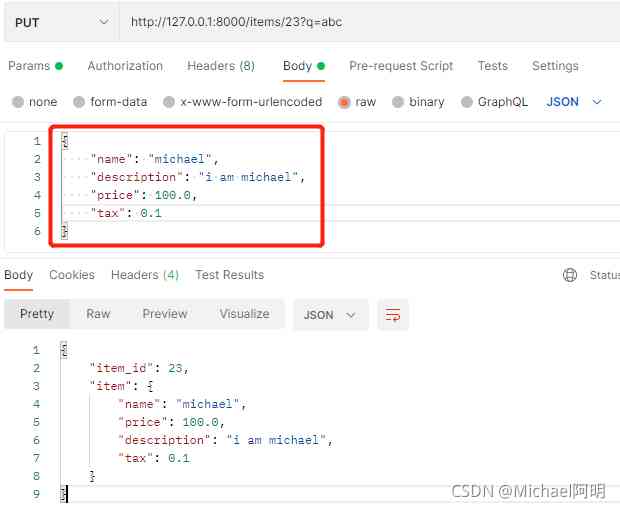 PUT http://127.0.0.1:8000/items/23?q=abc
Params Authorization Headers (8) Body Pre-request Script Tests Settings
none form-data x-www-form-urlencoded raw binary GraphQL JSON
1 {
2 "name": "michael",
3 "description": "i am michael",
4 "price": 100.0,
5 "tax": 0.1
6 }
Body Cookies Headers (4) Test Results Status
Pretty Raw Preview Visualize JSON
1 {
2 "item_id": 23,
3 "item": {
4 "name": "michael",
5 "price": 100.0,
6 "description": "i am michael",
7 "tax": 0.1
8 }
9 }
CSDN @Michael阿明